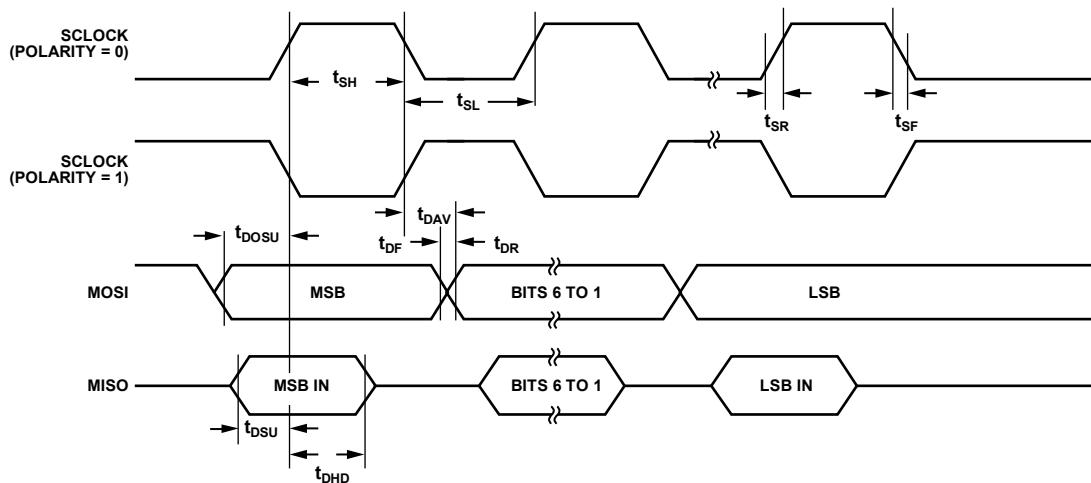 SCLOCK
(POLARITY = 0)
tSH
tSL
tSR
tSF
SCLOCK
(POLARITY = 1)
tDAV
tDOSU
tDF
tDR
MOSI
MSB
BITS 6 TO 1
LSB
MISO
MSB IN
BITS 6 TO 1
LSB IN
tDSU
tDHD